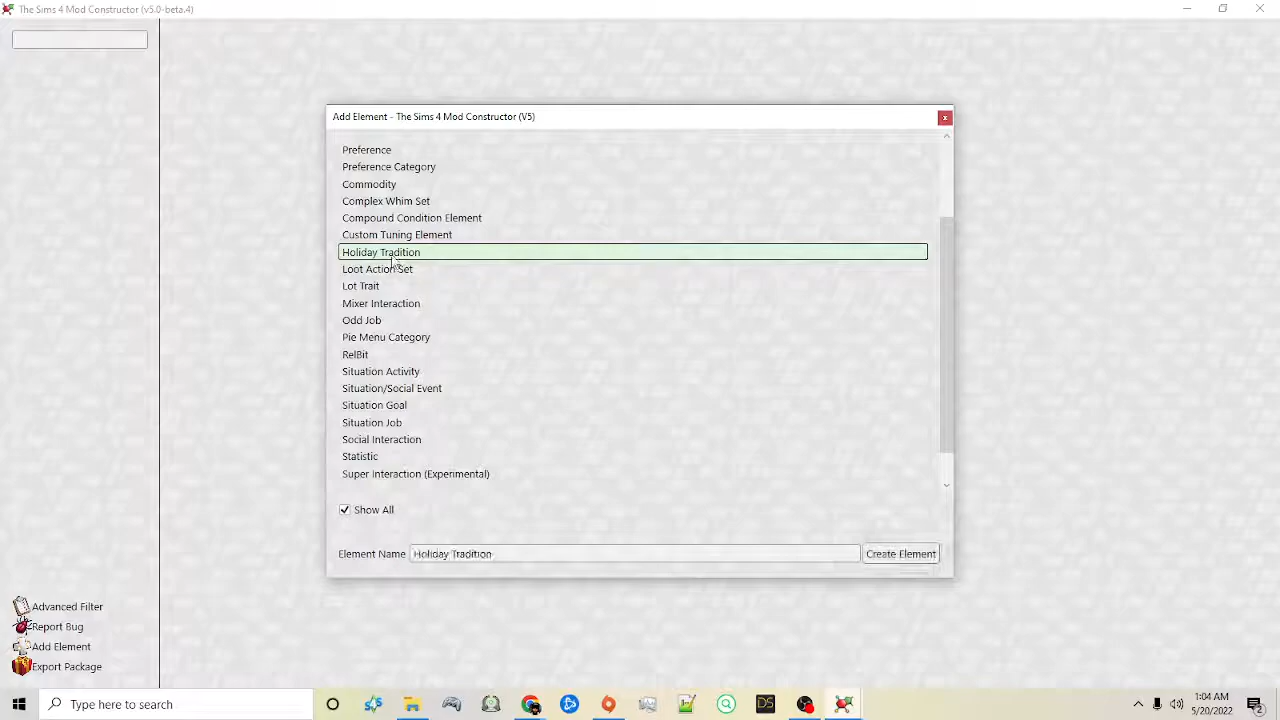 The Sims 4 Mod Constructor (v5.0-beta.4)
Add Element - The Sims 4 Mod Constructor (V5)
x
Preference
Preference Category
Commodity
Complex Whim Set
Compound Condition Element
Custom Tuning Element
Holiday Tradition
Loot Action Set
Lot Trait
Mixer Interaction
Odd Job
Pie Menu Category
RelBit
Situation Activity
Situation/Social Event
Situation Goal
Situation Job
Social Interaction
Statistic
Super Interaction (Experimental)
Show All
Element Name Holiday Tradition Create Element
Advanced Filter
Report Bug
Add Element
Export Package
Type here to search
DS
1:04 AM
5/20/2022
2